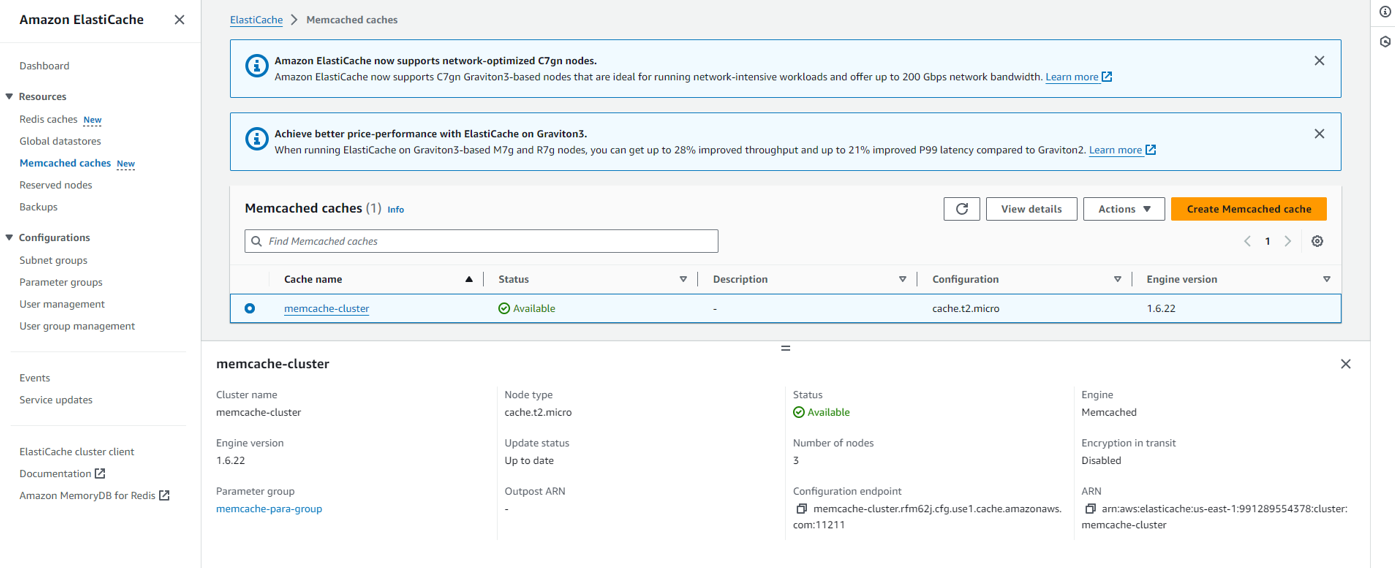 Amazon ElastiCache
Dashboard
Resources
Redis caches New
Global datastores
Memcached caches New
Reserved nodes
Backups
Configurations
Subnet groups
Parameter groups
User management
User group management
Events
Service updates
ElastiCache cluster client
Documentation
Amazon MemoryDB for Redis
ElastiCache > Memcached caches
Amazon ElastiCache now supports network-optimized C7gn nodes.
Amazon ElastiCache now supports C7gn Graviton3-based nodes that are ideal for running network-intensive workloads and offer up to 200 Gbps network bandwidth. Learn more
Achieve better price-performance with ElastiCache on Graviton3.
When running ElastiCache on Graviton3-based M7g and R7g nodes, you can get up to 28% improved throughput and up to 21% improved P99 latency compared to Graviton2. Learn more
Memcached caches (1) Info
View details
Actions
Create Memcached cache
Find Memcached caches
1
Cache name Status Description Configuration Engine version
memcache-cluster Available - cache.t2.micro 1.6.22
memcache-cluster
Cluster name Node type Status Engine
memcache-cluster cache.t2.micro Available Memcached
Engine version Update status Number of nodes Encryption in transit
1.6.22 Up to date 3 Disabled
Parameter group Outpost ARN Configuration endpoint ARN
memcache-para-group - memcache-cluster.rfm62j.cfg.use1.cache.amazonaws. arn:aws:elasticache:us-east-1:991289554378:cluster:
com:11211 memcache-cluster